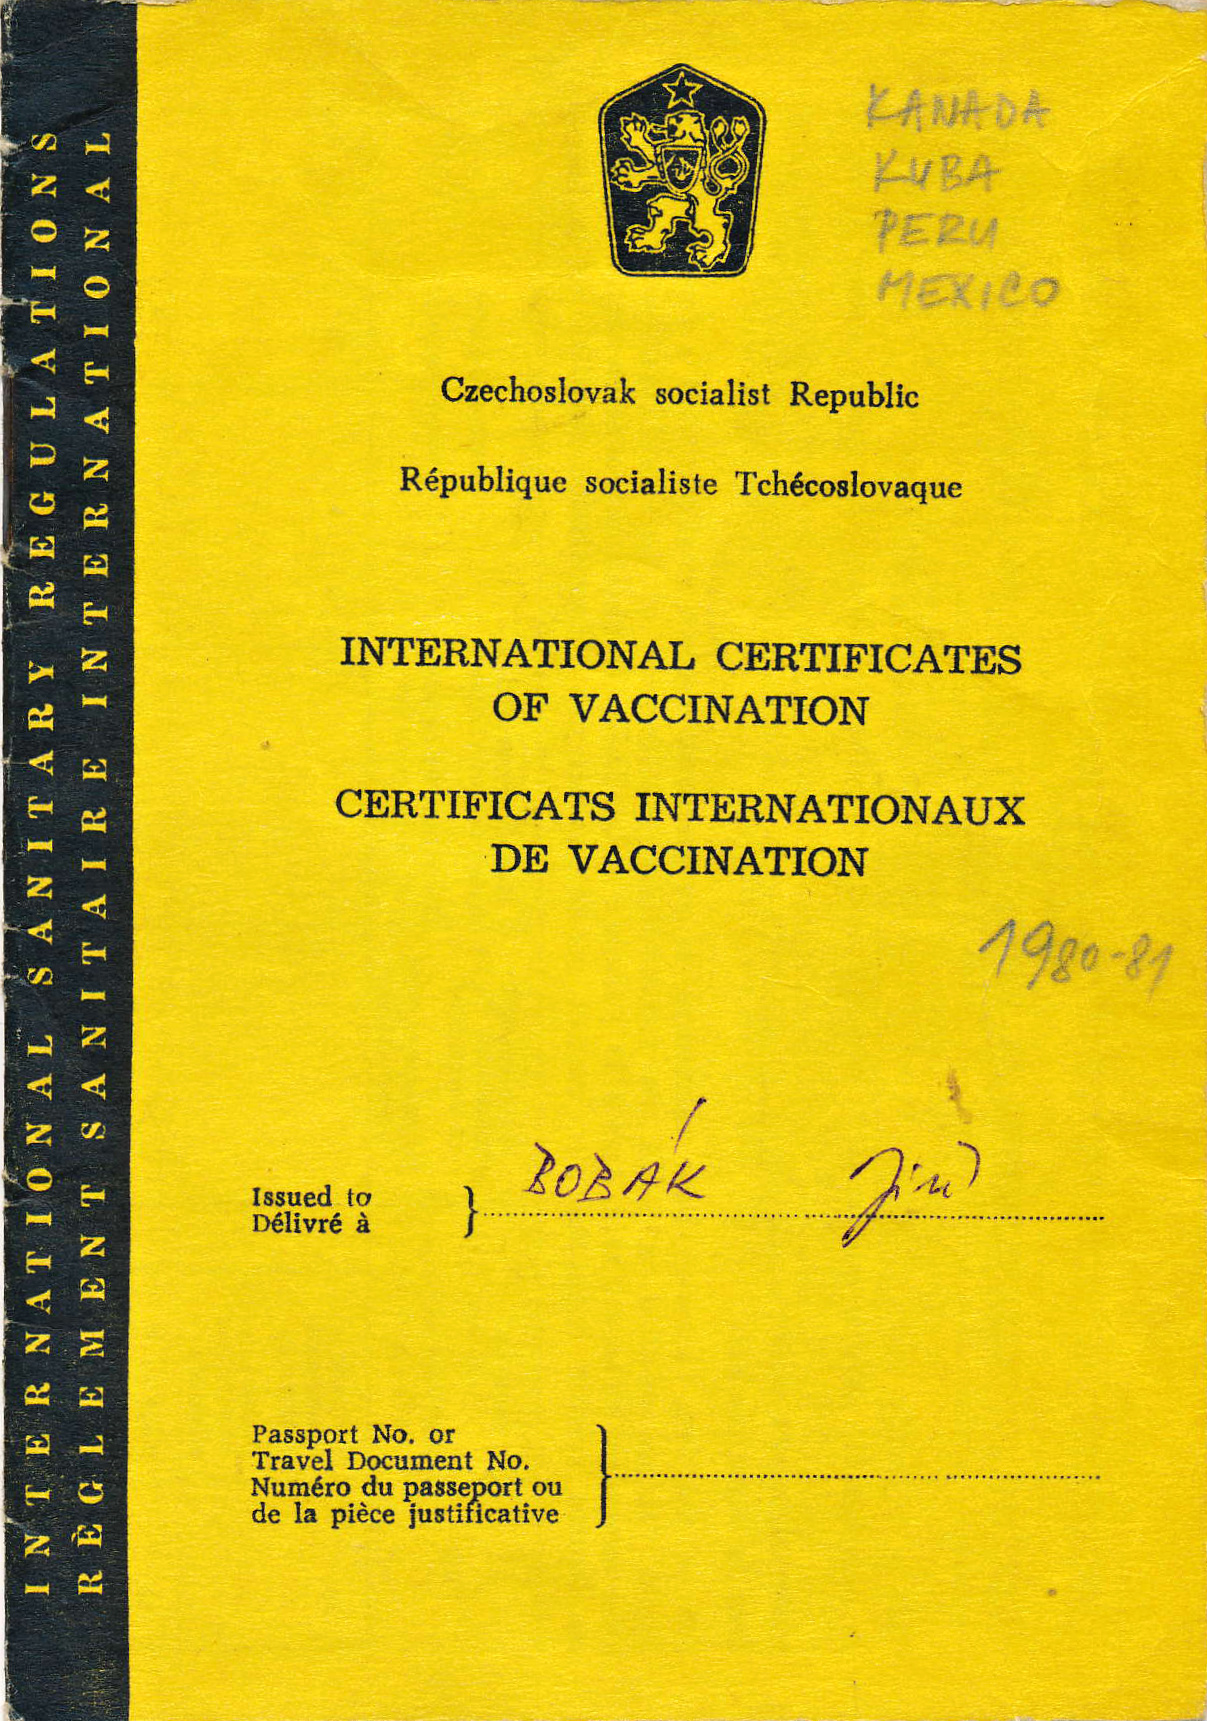 INTERNATIONAL SANITARY REGULATIONS
RÈGLEMENT SANITAIRE INTERNATIONAL
KANADA
KUBA
PERU
MEXICO
Czechoslovak socialist Republic
République socialiste Tchécoslovaque
INTERNATIONAL CERTIFICATES
OF VACCINATION
CERTIFICATS INTERNATIONAUX
DE VACCINATION
1980-81
Issued to
Délivré à
BOBÁK Jiří
Passport No. or
Travel Document No.
Numéro du passeport ou
de la pièce justificative